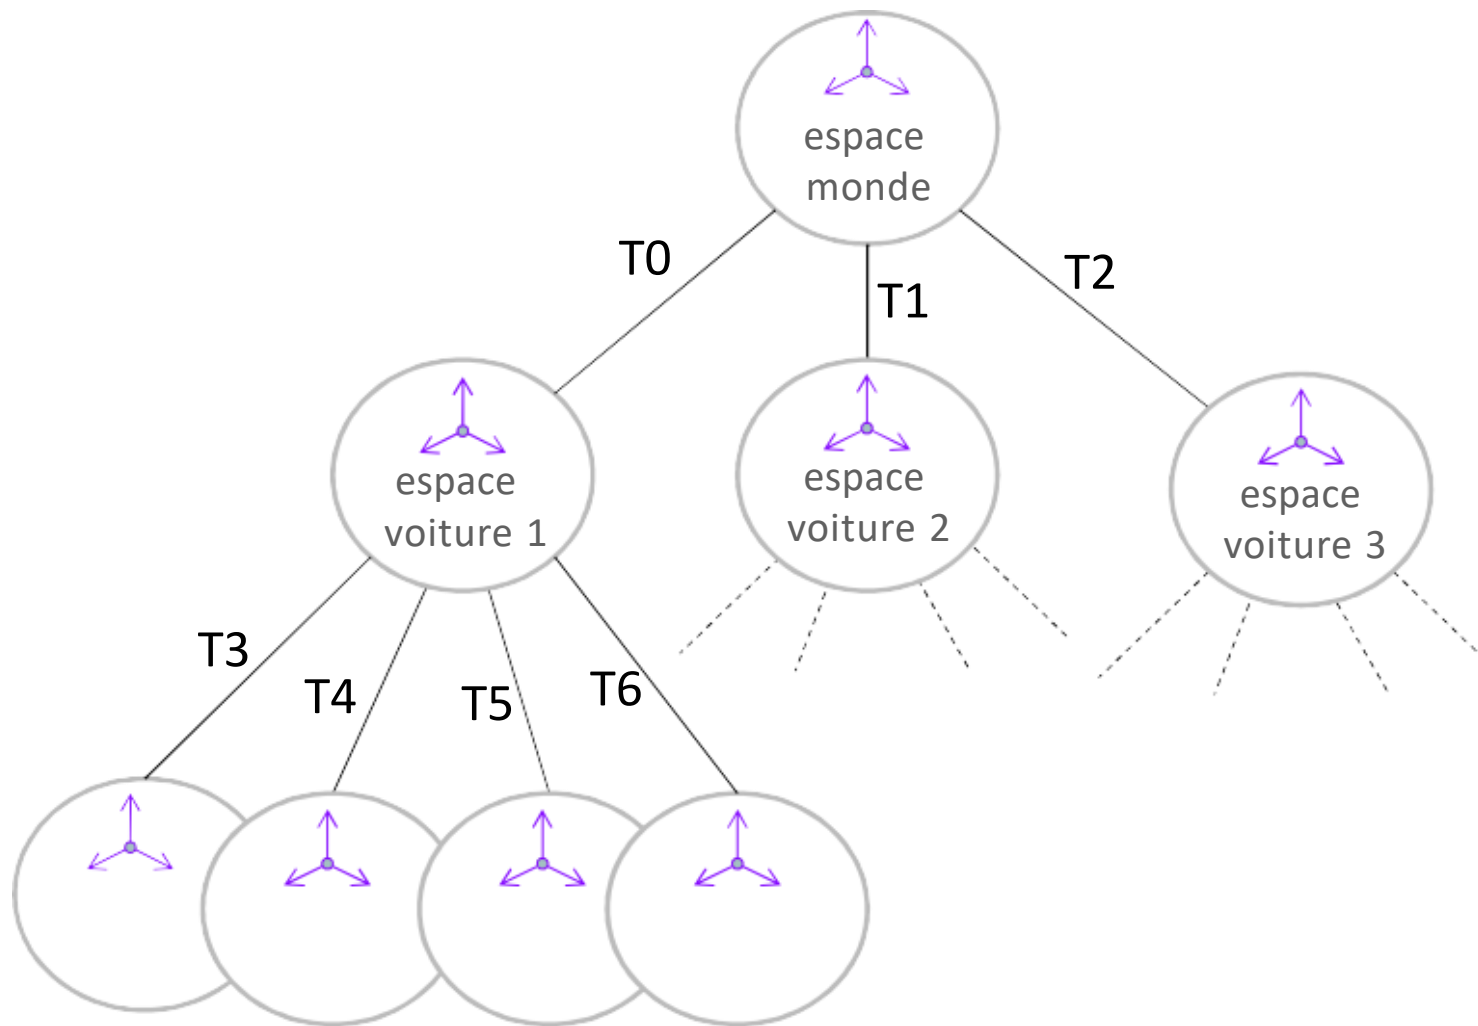 espace
monde
T0
T1
T2
espace
voiture 1
espace
voiture 2
espace
voiture 3
T3
T4
T5
T6